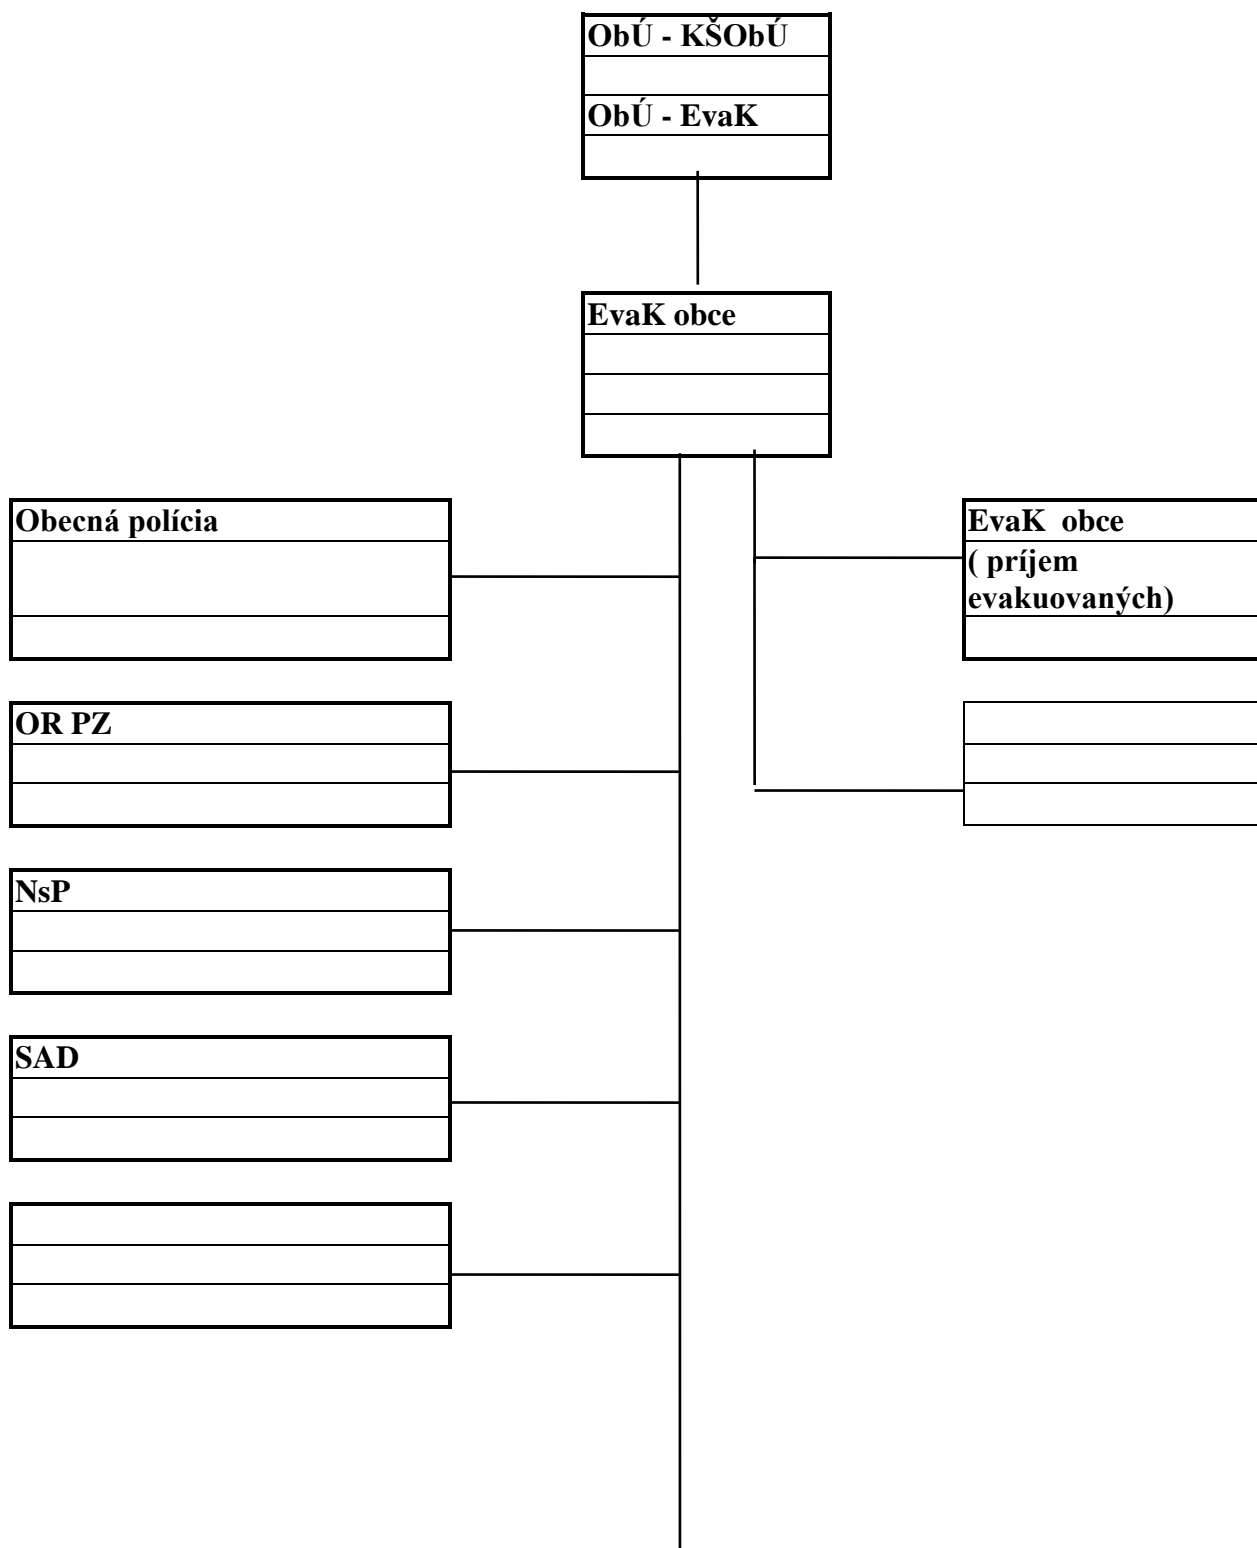 ObÚ - KŠObÚ
ObÚ - EvaK
EvaK obce
Obecná polícia
EvaK  obce
( príjem
evakuovaných)
OR PZ
NsP
SAD